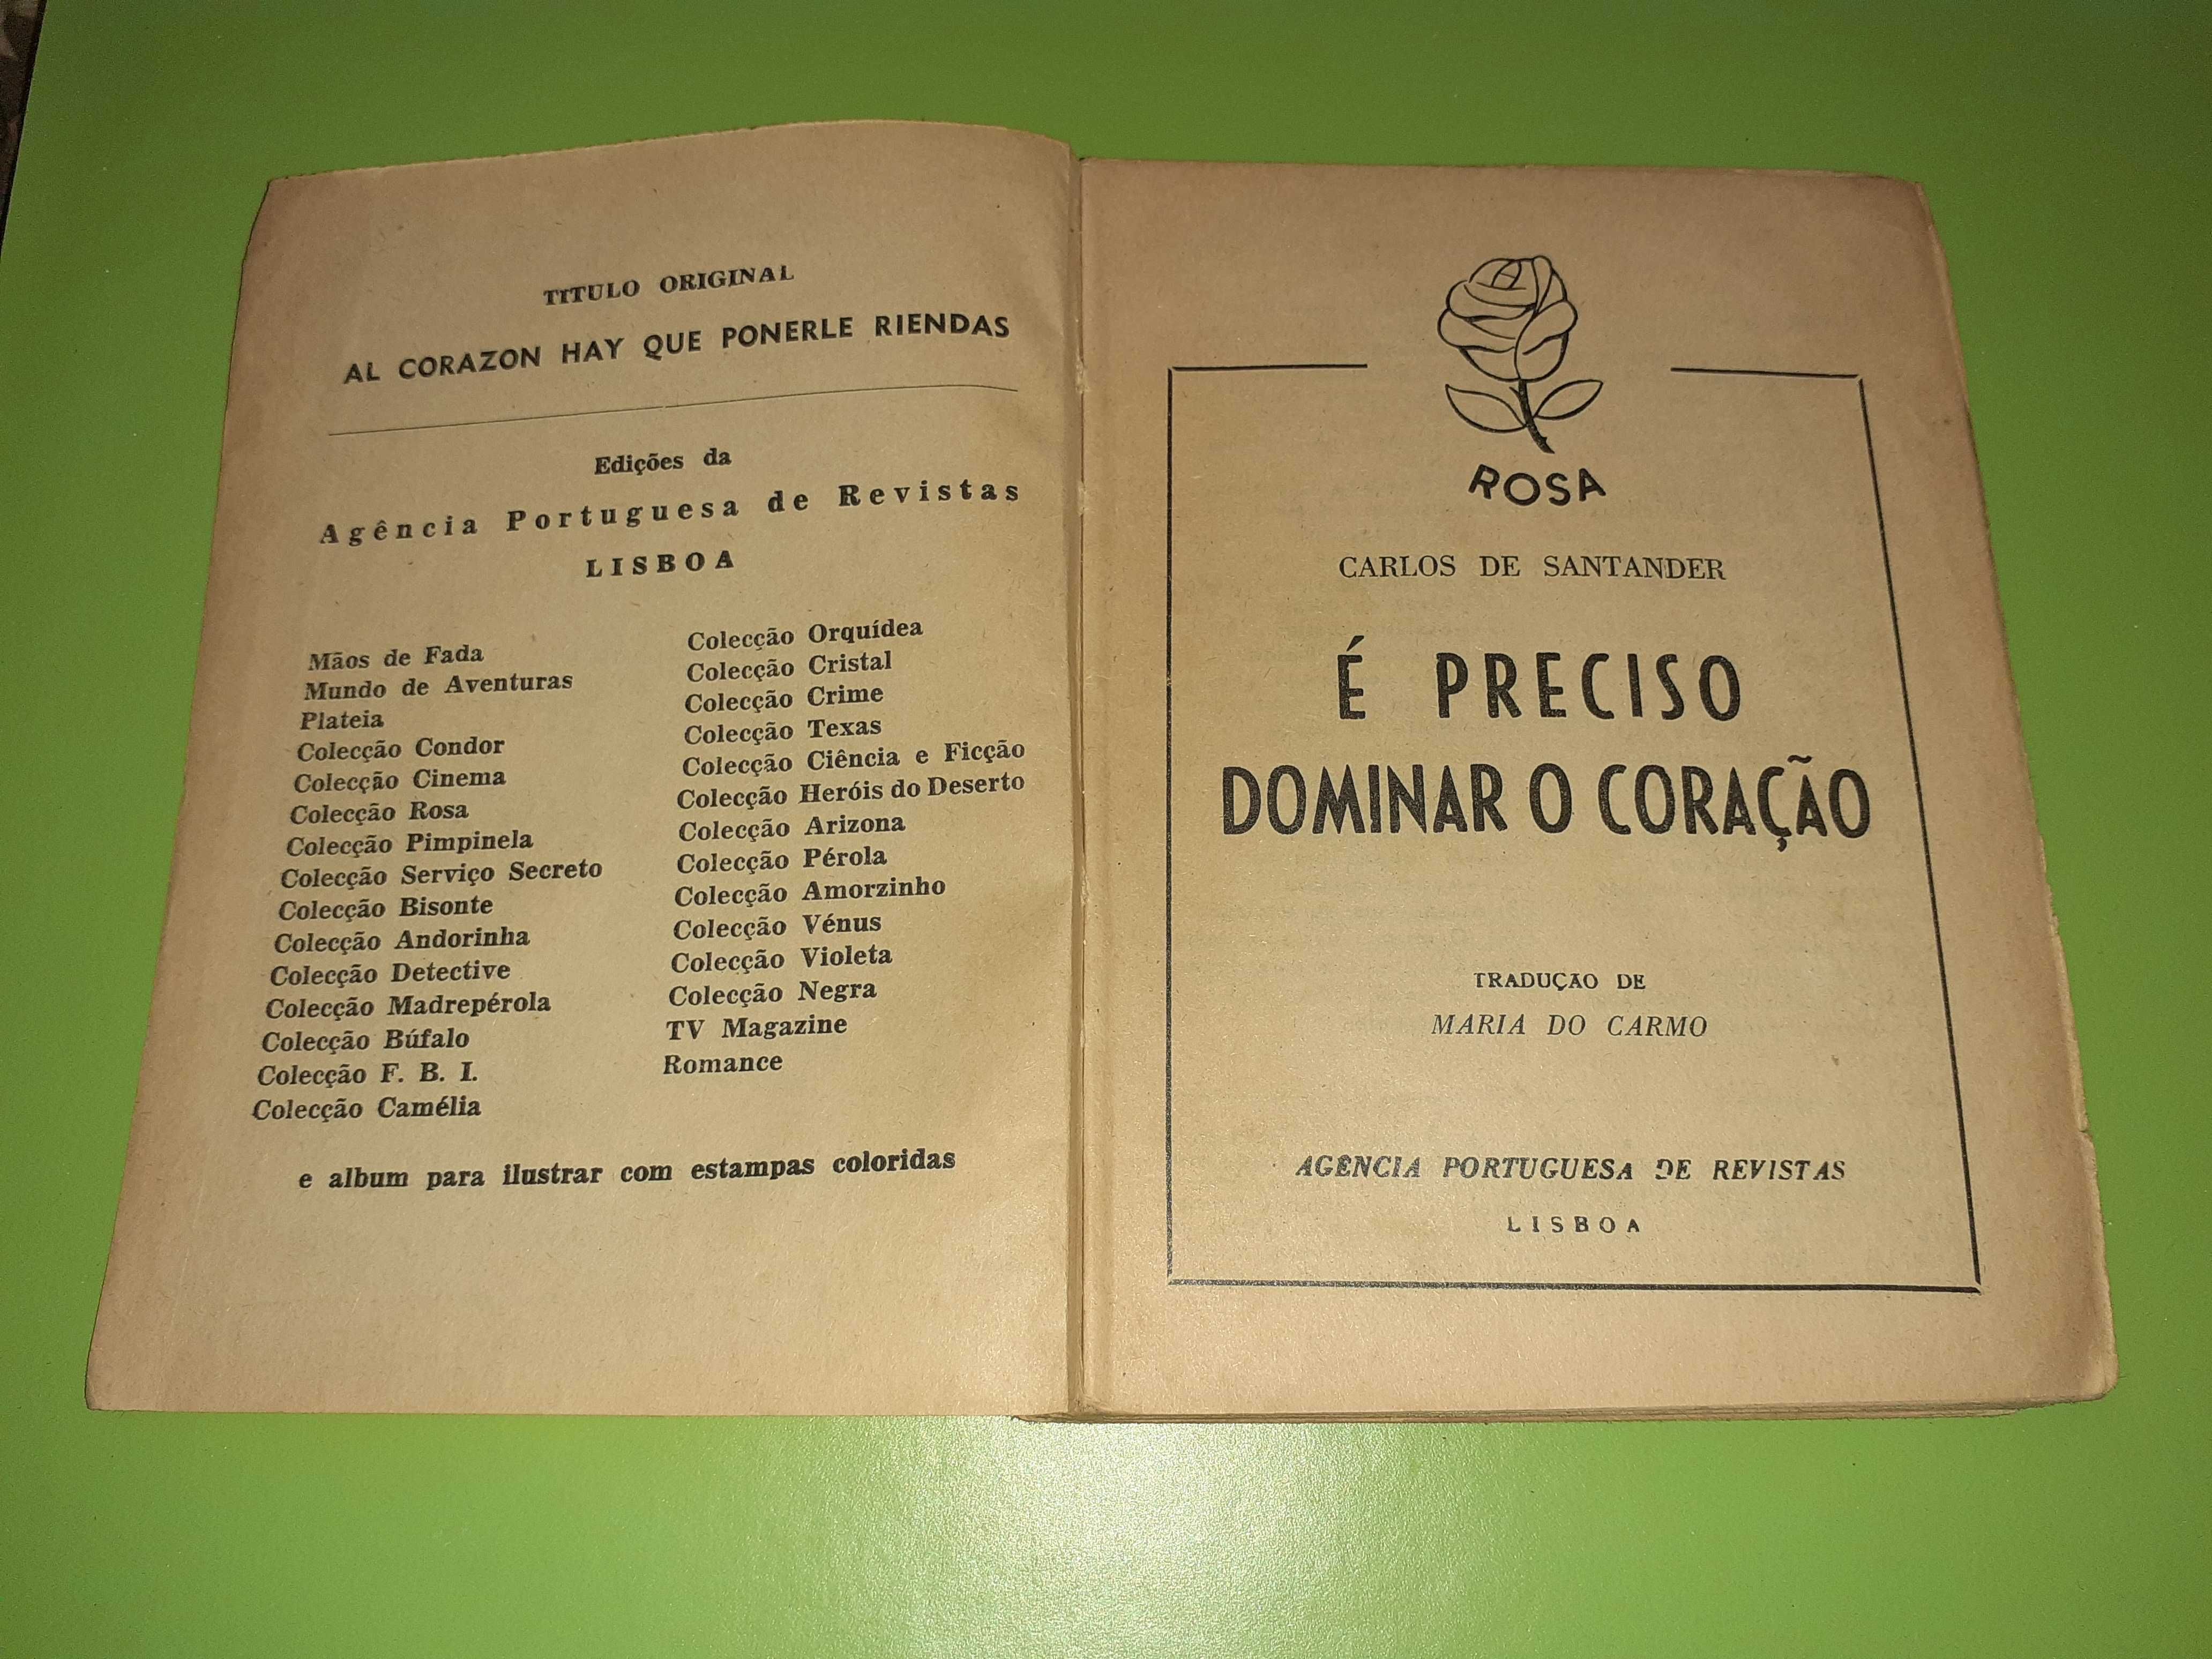 TITULO ORIGINAL
AL CORAZON HAY QUE PONERLE RIENDAS
Edições da
Agência Portuguesa de Revistas
LISBOA
Mãos de Fada
Mundo de Aventuras
Plateia
Colecção Condor
Colecção Cinema
Colecção Rosa
Colecção Pimpinela
Colecção Serviço Secreto
Colecção Bisonte
Colecção Andorinha
Colecção Detective
Colecção Madrepérola
Colecção Búfalo
Colecção F. B. I.
Colecção Camélia
Colecção Orquídea
Colecção Cristal
Colecção Crime
Colecção Texas
Colecção Ciência e Ficção
Colecção Heróis do Deserto
Colecção Arizona
Colecção Pérola
Colecção Amorzinho
Colecção Vénus
Colecção Violeta
Colecção Negra
TV Magazine
Romance
e album para ilustrar com estampas coloridas
ROSA
CARLOS DE SANTANDER
É PRECISO
DOMINAR O CORAÇÃO
TRADUÇAO DE
MARIA DO CARMO
AGÊNCIA PORTUGUESA DE REVISTAS
LISBOA